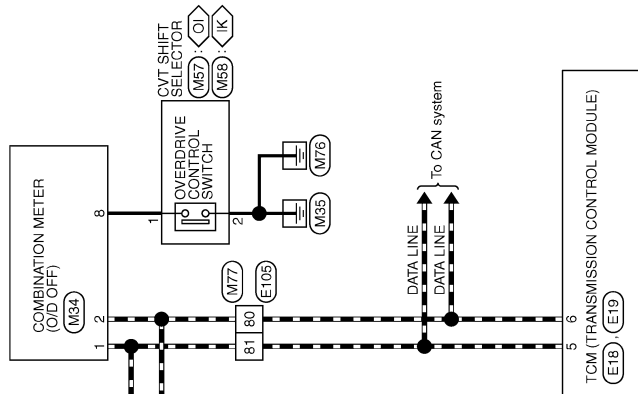 COMBINATION METER
(O/D OFF)
M34
8
2
1
CVT SHIFT
SELECTOR
M57 : OI
M58 : IK
OVERDRIVE
CONTROL
SWITCH
1
2
M76
M35
M77
E105
80
81
To CAN system
DATA LINE
DATA LINE
6
5
TCM (TRANSMISSION CONTROL MODULE)
E18 , E19